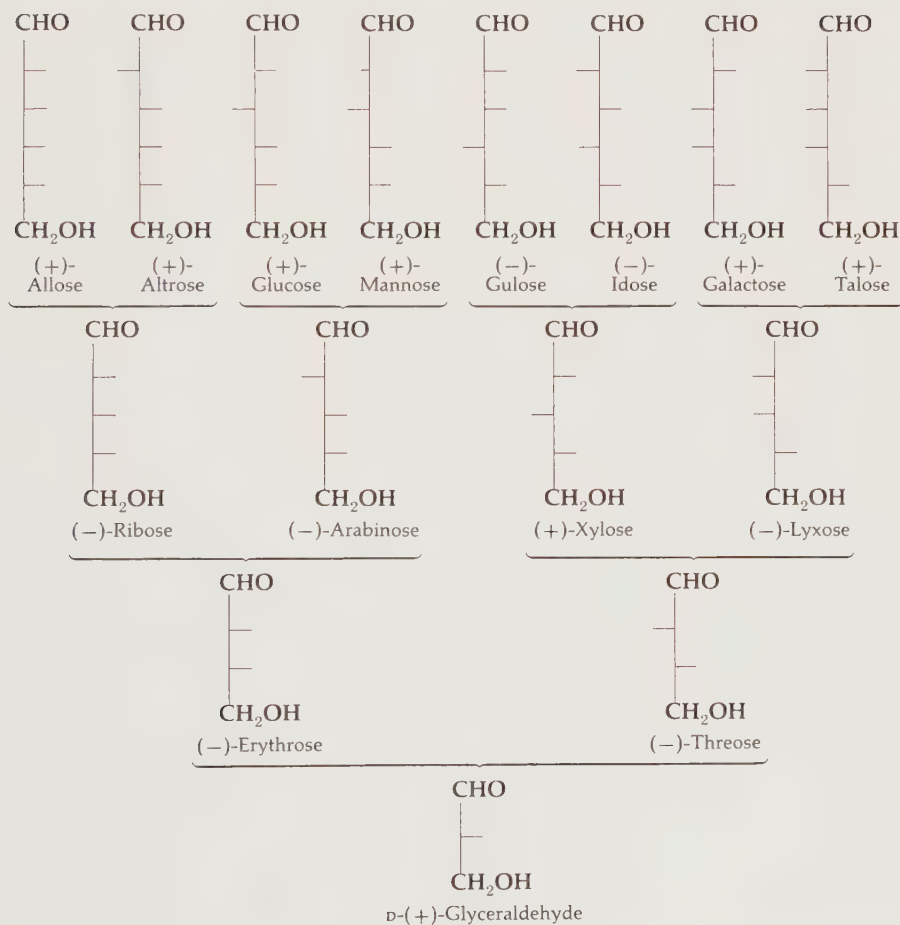 CHO CHO CHO CHO CHO CHO CHO CHO
CH₂OH CH₂OH CH₂OH CH₂OH CH₂OH CH₂OH CH₂OH CH₂OH
(+)- (+)- (+)- (+)- (−)- (−)- (+)- (+)-
Allose Altrose Glucose Mannose Gulose Idose Galactose Talose
CHO CHO CHO CHO
CH₂OH CH₂OH CH₂OH CH₂OH
(−)-Ribose (−)-Arabinose (+)-Xylose (−)-Lyxose
CHO CHO
CH₂OH CH₂OH
(−)-Erythrose (−)-Threose
CHO
CH₂OH
D-(+)-Glyceraldehyde